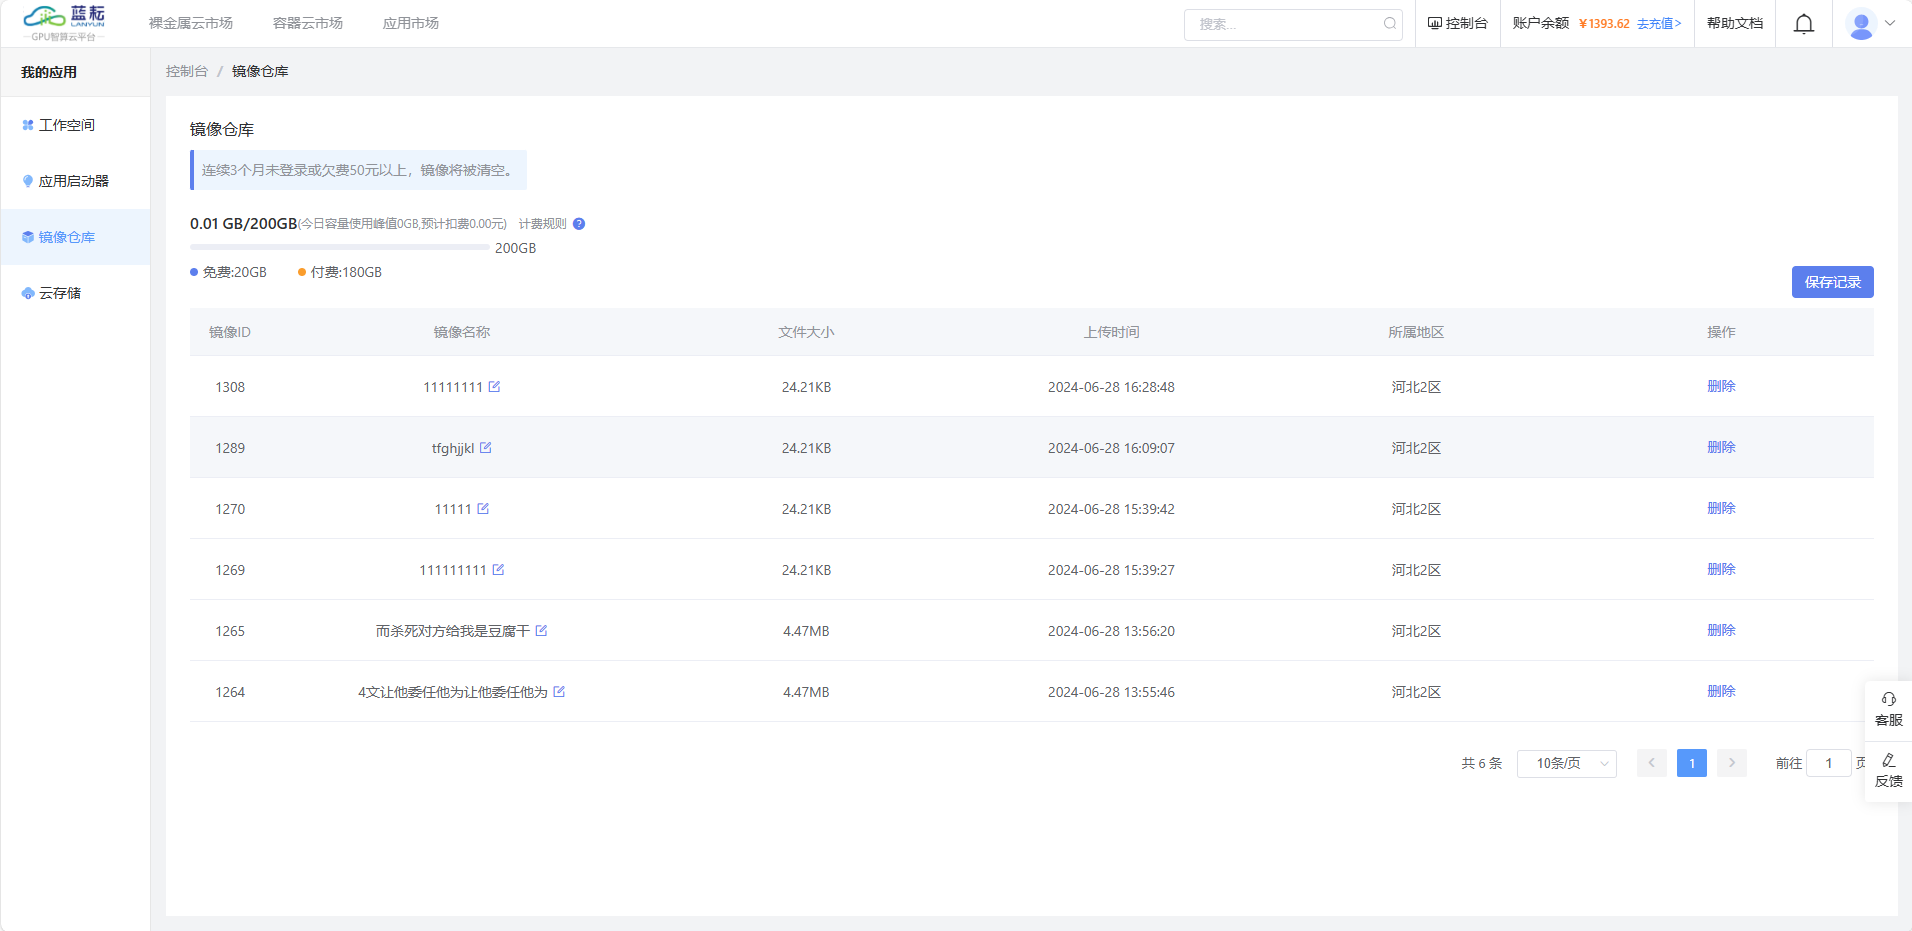 蓝耘
LANYUN
GPU智算云平台
裸金属云市场 容器云市场 应用市场
搜索...
控制台
账户余额 ¥1393.62 去充值>
帮助文档
我的应用
工作空间
应用启动器
镜像仓库
云存储
控制台 / 镜像仓库
镜像仓库
连续3个月未登录或欠费50元以上，镜像将被清空。
0.01 GB/200GB(今日容量使用峰值0GB,预计扣费0.00元) 计费规则 ?
200GB
免费:20GB 付费:180GB
保存记录
镜像ID 镜像名称 文件大小 上传时间 所属地区 操作
1308 11111111 24.21KB 2024-06-28 16:28:48 河北2区 删除
1289 tfghjjkl 24.21KB 2024-06-28 16:09:07 河北2区 删除
1270 11111 24.21KB 2024-06-28 15:39:42 河北2区 删除
1269 111111111 24.21KB 2024-06-28 15:39:27 河北2区 删除
1265 而杀死对方给我是豆腐干 4.47MB 2024-06-28 13:56:20 河北2区 删除
1264 4文让他委任他为让他委任他为 4.47MB 2024-06-28 13:55:46 河北2区 删除
共 6 条 10条/页 < 1 > 前往 1 页
客服
反馈